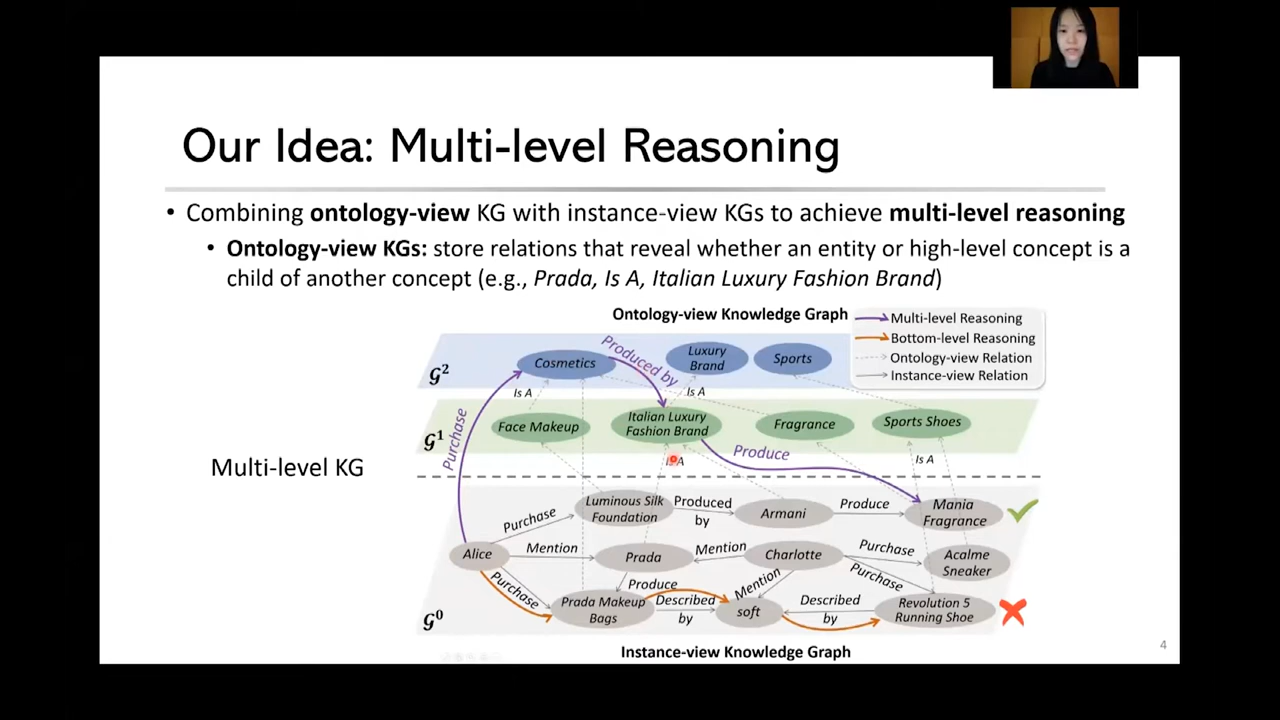 Our Idea: Multi-level Reasoning
• Combining ontology-view KG with instance-view KGs to achieve multi-level reasoning
• Ontology-view KGs: store relations that reveal whether an entity or high-level concept is a
child of another concept (e.g., Prada, Is A, Italian Luxury Fashion Brand)
Ontology-view Knowledge Graph
Multi-level Reasoning
Bottom-level Reasoning
Ontology-view Relation
Instance-view Relation
G²
Cosmetics
Produced by
Luxury
Brand
Sports
Is A
Is A
Purchase
G¹
Face Makeup
Italian Luxury
Fashion Brand
Fragrance
Sports Shoes
Multi-level KG
Is A
Produce
Is A
Luminous Silk
Foundation
Produced
by
Armani
Produce
Mania
Fragrance
Purchase
Alice
Mention
Prada
Mention
Charlotte
Purchase
Acalme
Sneaker
Purchase
Produce
Mention
Purchase
G⁰
Prada Makeup
Bags
Described
by
soft
Described
by
Revolution 5
Running Shoe
Instance-view Knowledge Graph
4